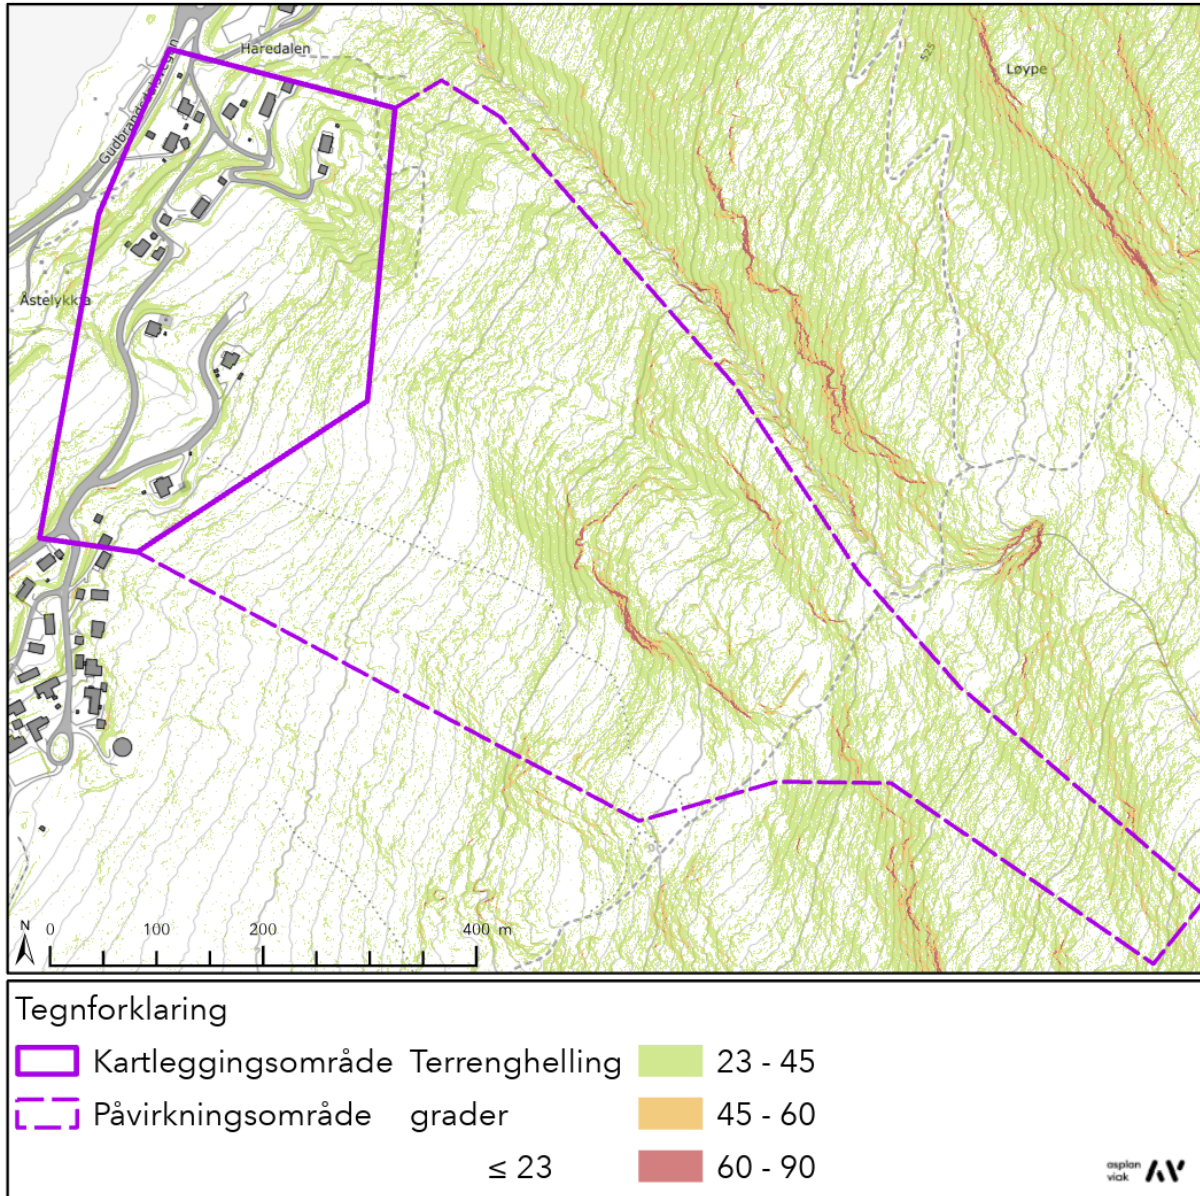 Haredalen
Gudbrandsdalsvegen
525
Løype
Åstelykkja
N
0 100 200 400 m
Tegnforklaring
Kartleggingsområde
Påvirkningsområde
Terrenghelling
grader
≤ 23
23 - 45
45 - 60
60 - 90
asplan
viak